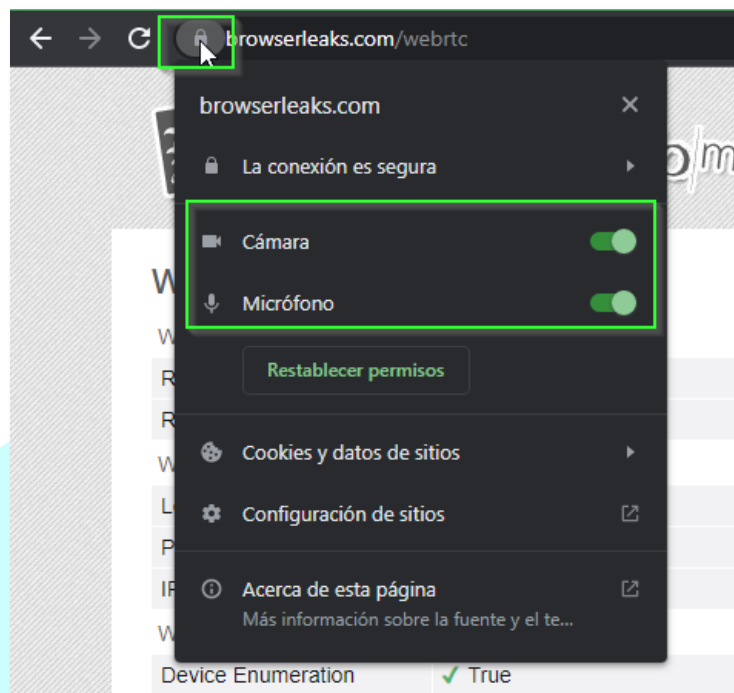 browserleaks.com/webrtc
browserleaks.com
La conexión es segura
Cámara
Micrófono
Restablecer permisos
Cookies y datos de sitios
Configuración de sitios
Acerca de esta página
Más información sobre la fuente y el te...
Device Enumeration
True